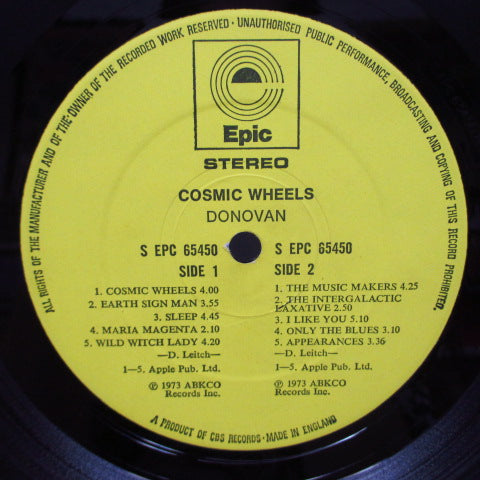 ALL RIGHTS OF THE MANUFACTURER AND OF THE OWNER OF THE RECORDED WORK RESERVED · UNAUTHORISED PUBLIC PERFORMANCE, BROADCASTING AND COPYING OF THIS RECORD PROHIBITED.
Epic
STEREO
COSMIC WHEELS
DONOVAN
S EPC 65450
SIDE 1
1. COSMIC WHEELS 4.00
2. EARTH SIGN MAN 3.55
3. SLEEP 4.45
4. MARIA MAGENTA 2.10
5. WILD WITCH LADY 4.20
—D. Leitch—
1—5. Apple Pub. Ltd.
Ⓟ 1973 ABKCO
Records Inc.
S EPC 65450
SIDE 2
1. THE MUSIC MAKERS 4.25
2. THE INTERGALACTIC
LAXATIVE 2.50
3. I LIKE YOU 5.10
4. ONLY THE BLUES 3.10
5. APPEARANCES 3.36
—D. Leitch—
1—5. Apple Pub. Ltd.
Ⓟ 1973 ABKCO
Records Inc.
A PRODUCT OF CBS RECORDS · MADE IN ENGLAND